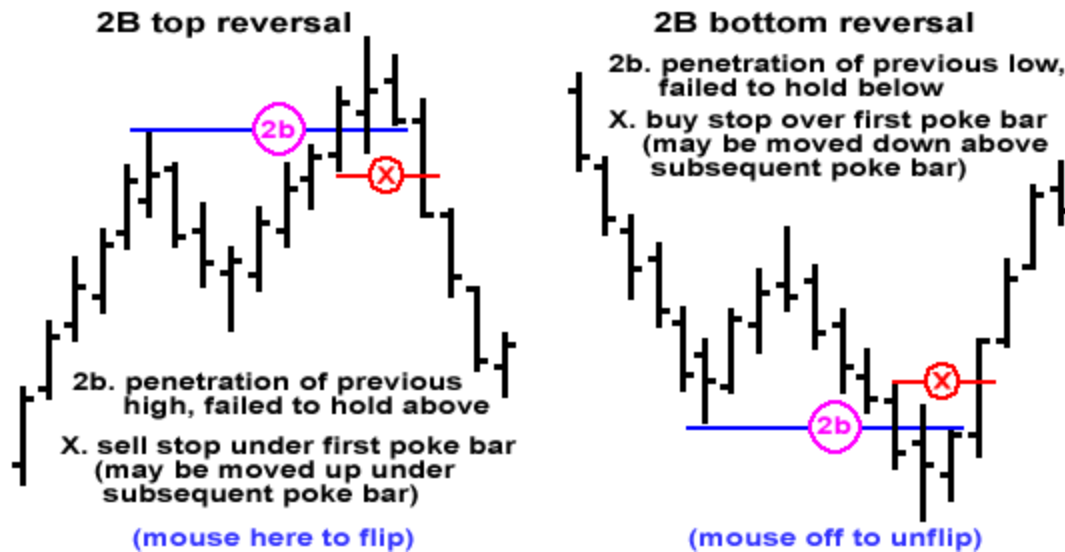 2B top reversal
2b
X
2b. penetration of previous
high, failed to hold above
X. sell stop under first poke bar
(may be moved up under
subsequent poke bar)
(mouse here to flip)
2B bottom reversal
2b. penetration of previous low,
failed to hold below
X. buy stop over first poke bar
(may be moved down above
subsequent poke bar)
X
2b
(mouse off to unflip)